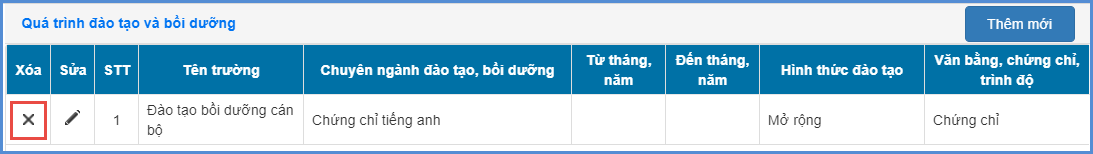 Quá trình đào tạo và bồi dưỡng
Thêm mới
Xóa Sửa STT Tên trường Chuyên ngành đào tạo, bồi dưỡng Từ tháng, năm Đến tháng, năm Hình thức đào tạo Văn bằng, chứng chỉ, trình độ
1 Đào tạo bồi dưỡng cán bộ Chứng chỉ tiếng anh Mở rộng Chứng chỉ